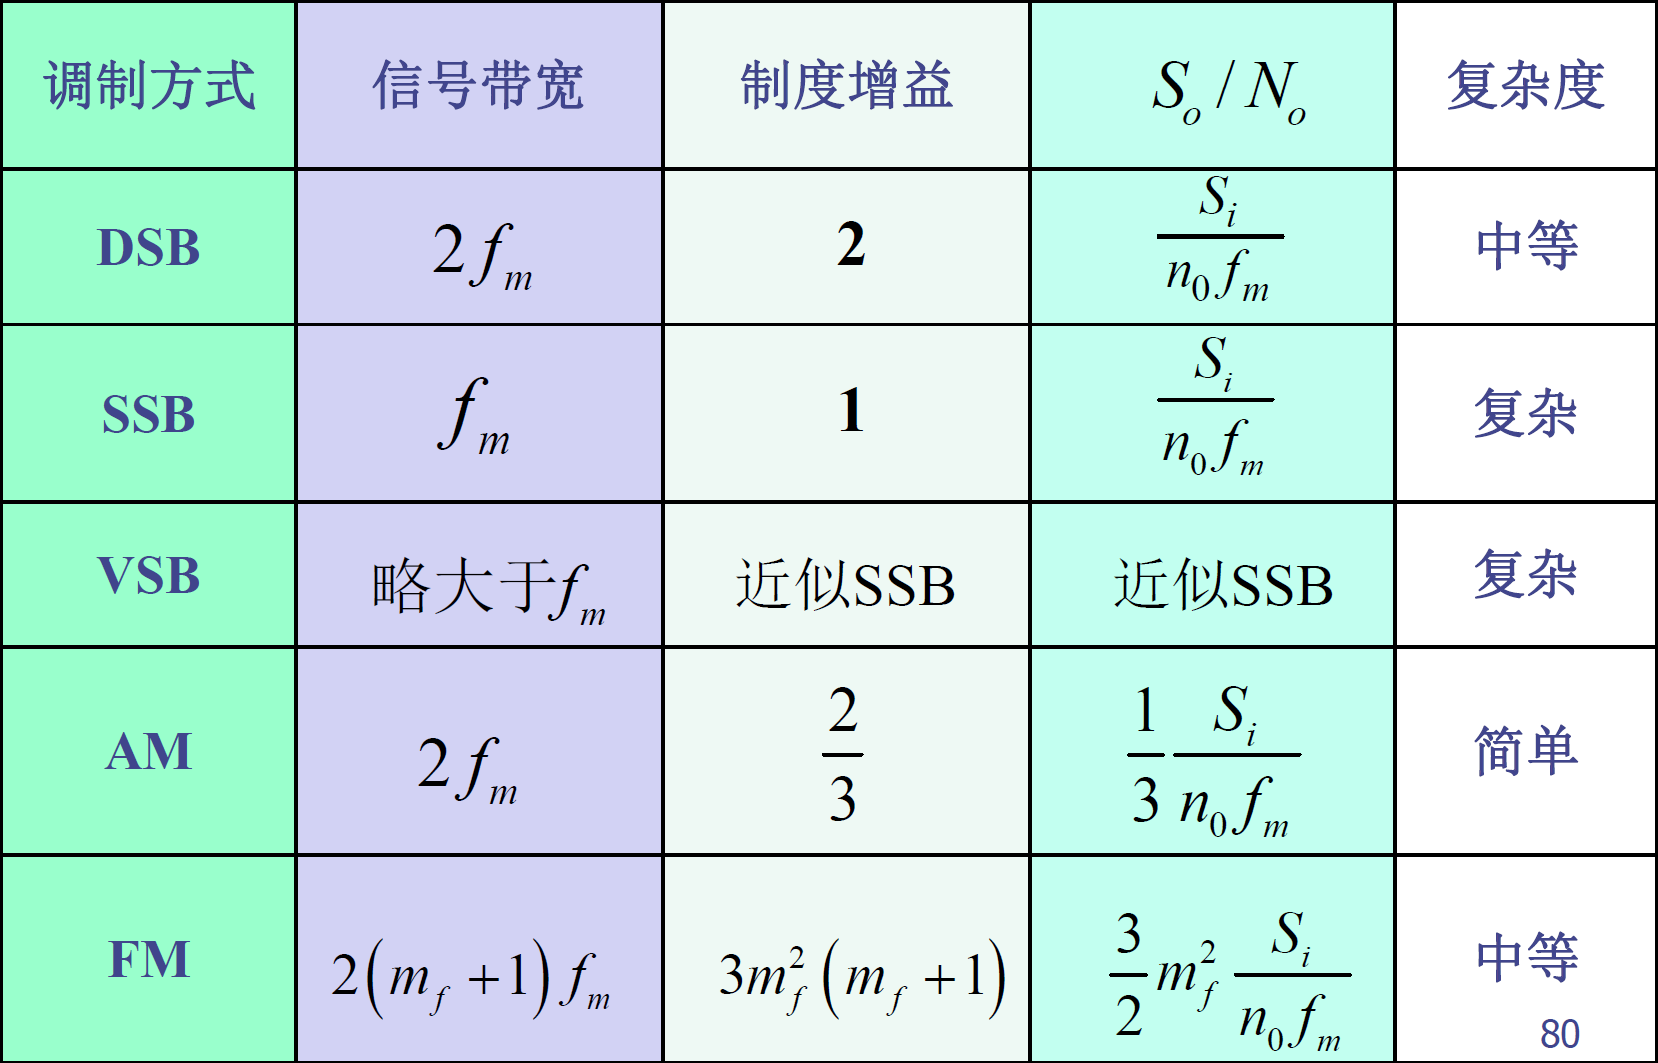 调制方式 信号带宽 制度增益 S_o / N_o 复杂度
DSB 2f_m 2 \frac{S_i}{n_0 f_m} 中等
SSB f_m 1 \frac{S_i}{n_0 f_m} 复杂
VSB 略大于f_m 近似SSB 近似SSB 复杂
AM 2f_m \frac{2}{3} \frac{1}{3} \frac{S_i}{n_0 f_m} 简单
FM 2(m_f + 1) f_m 3m_f^2 (m_f + 1) \frac{3}{2} m_f^2 \frac{S_i}{n_0 f_m} 中等
80